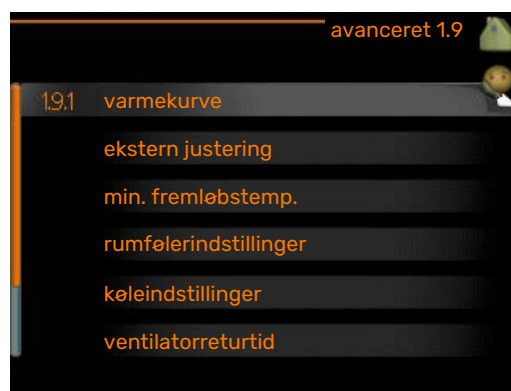 avanceret 1.9
1.9.1 varmekurve
ekstern justering
min. fremløbstemp.
rumfølerindstillinger
køleindstillinger
ventilatorreturtid